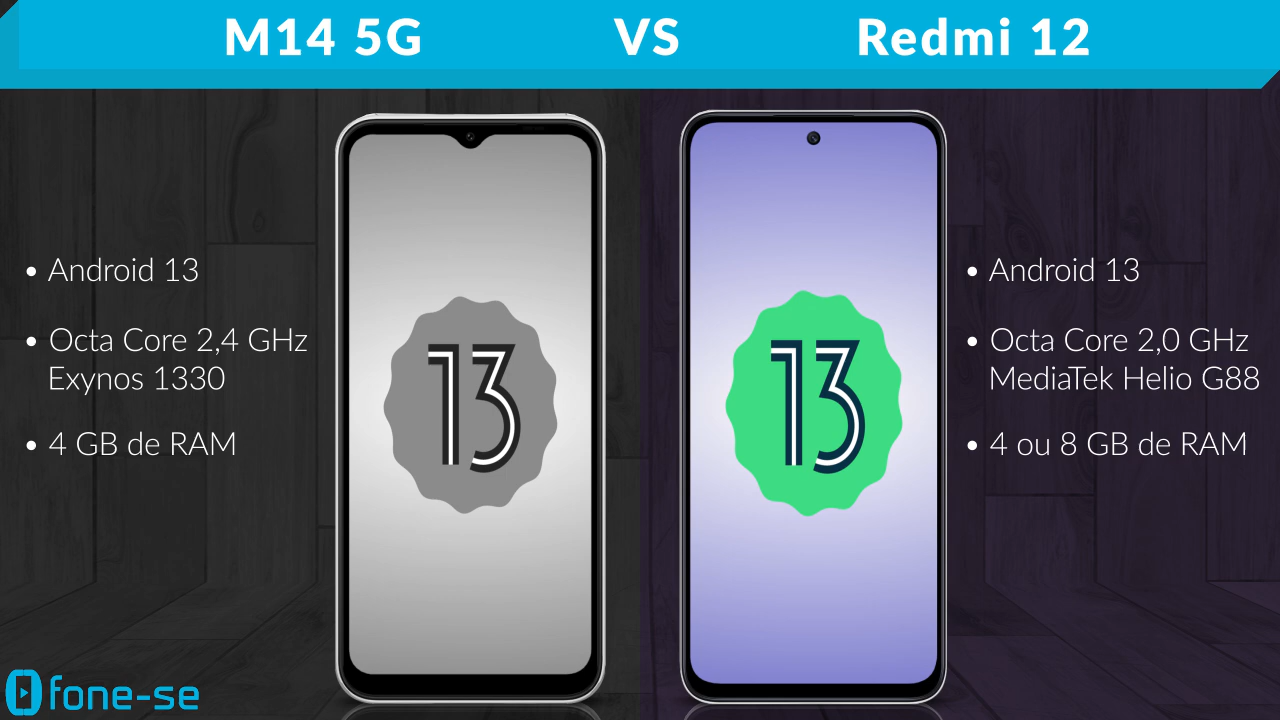 M14 5G VS Redmi 12
• Android 13
• Octa Core 2,4 GHz
Exynos 1330
• 4 GB de RAM
13
13
• Android 13
• Octa Core 2,0 GHz
MediaTek Helio G88
• 4 ou 8 GB de RAM
fone-se